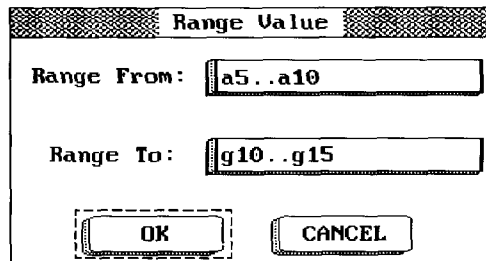 Range Value
Range From: a5..a10
Range To: g10..g15
OK CANCEL